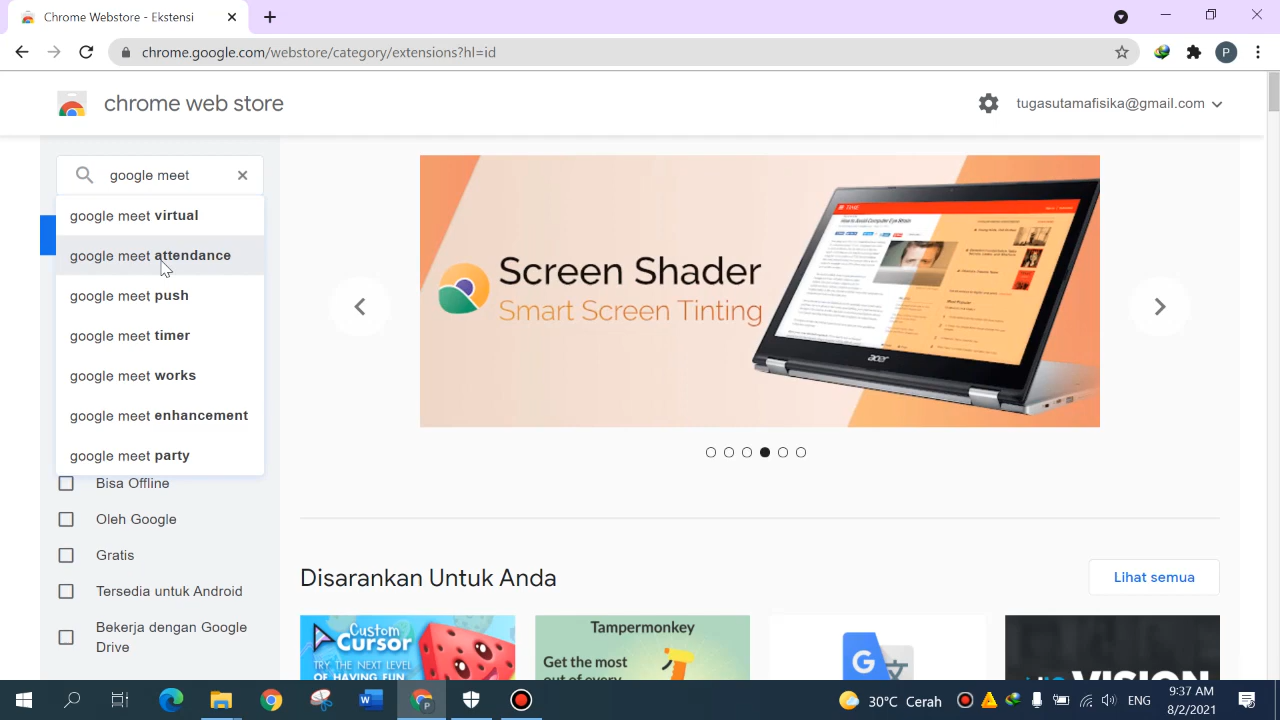 Chrome Webstore - Ekstensi
chrome.google.com/webstore/category/extensions?hl=id
P
chrome web store
tugasutamafisika@gmail.com
google meet
google meet virtual
google meet attendance
google meet push
google meet timer
google meet works
google meet enhancement
google meet party
Bisa Offline
Oleh Google
Gratis
Tersedia untuk Android
Bekerja dengan Google
Drive
Screen Shader
Smart Screen Tinting
acer
Disarankan Untuk Anda
Lihat semua
Custom
Cursor
TRY THE NEXT LEVEL
OF HAVING FUN
Tampermonkey
Get the most
out of every
G
VISION
30°C Cerah
ENG
9:37 AM
8/2/2021